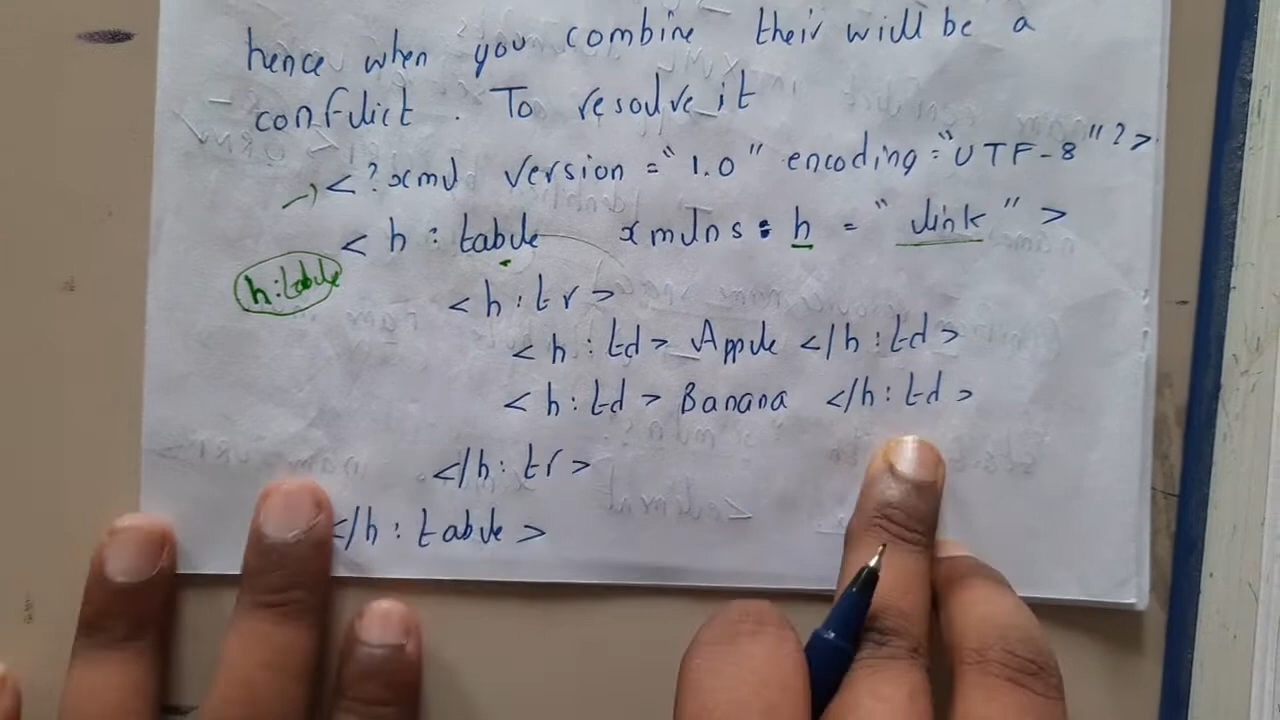 hence when you combine their will be a
conflict. To resolve it
<?xml version="1.0" encoding="UTF-8"?>
<h:table xmlns:h = "link">
h:table
<h:tr>
<h:td> Apple </h:td>
<h:td> Banana </h:td>
</h:tr>
</h:table>